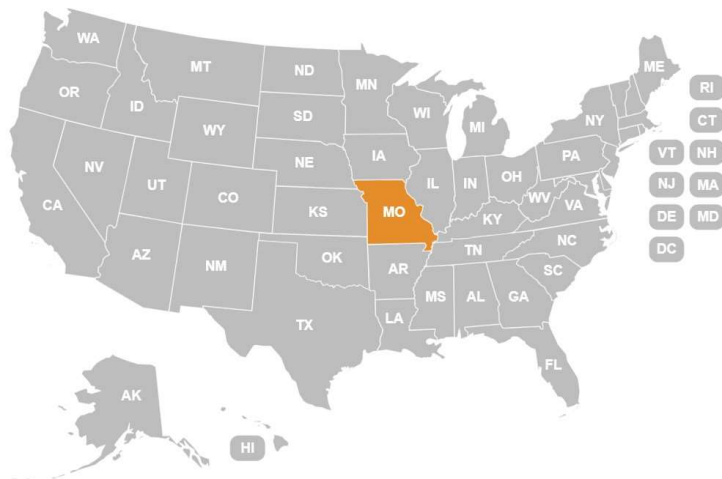 WA
MT
ND
MN
ME
OR
ID
SD
WI
MI
NY
RI
WY
CT
NE
IA
PA
VT
NH
NV
UT
CO
IL
IN
OH
WV
NJ
MA
CA
KS
MO
KY
VA
DE
MD
AZ
NM
OK
AR
TN
NC
DC
TX
LA
MS
AL
GA
SC
FL
AK
HI